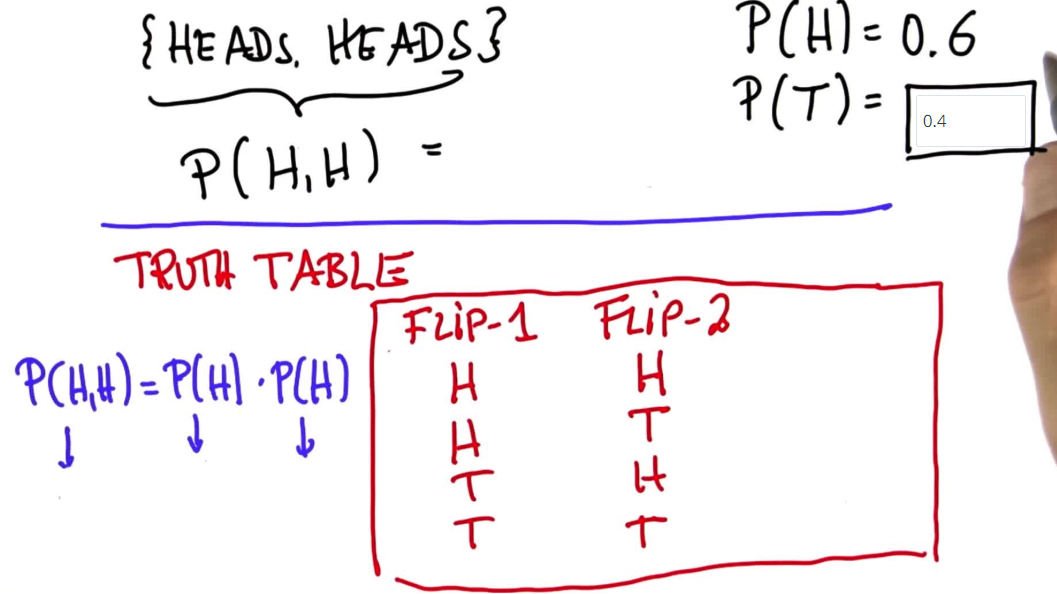 {HEADS, HEADS}
P(H) = 0.6
P(T) = 0.4
P(H,H) =
TRUTH TABLE
FLiP-1 FLiP-2
P(H,H) = P(H) · P(H)
↓ ↓ ↓
H H
H T
T H
T T